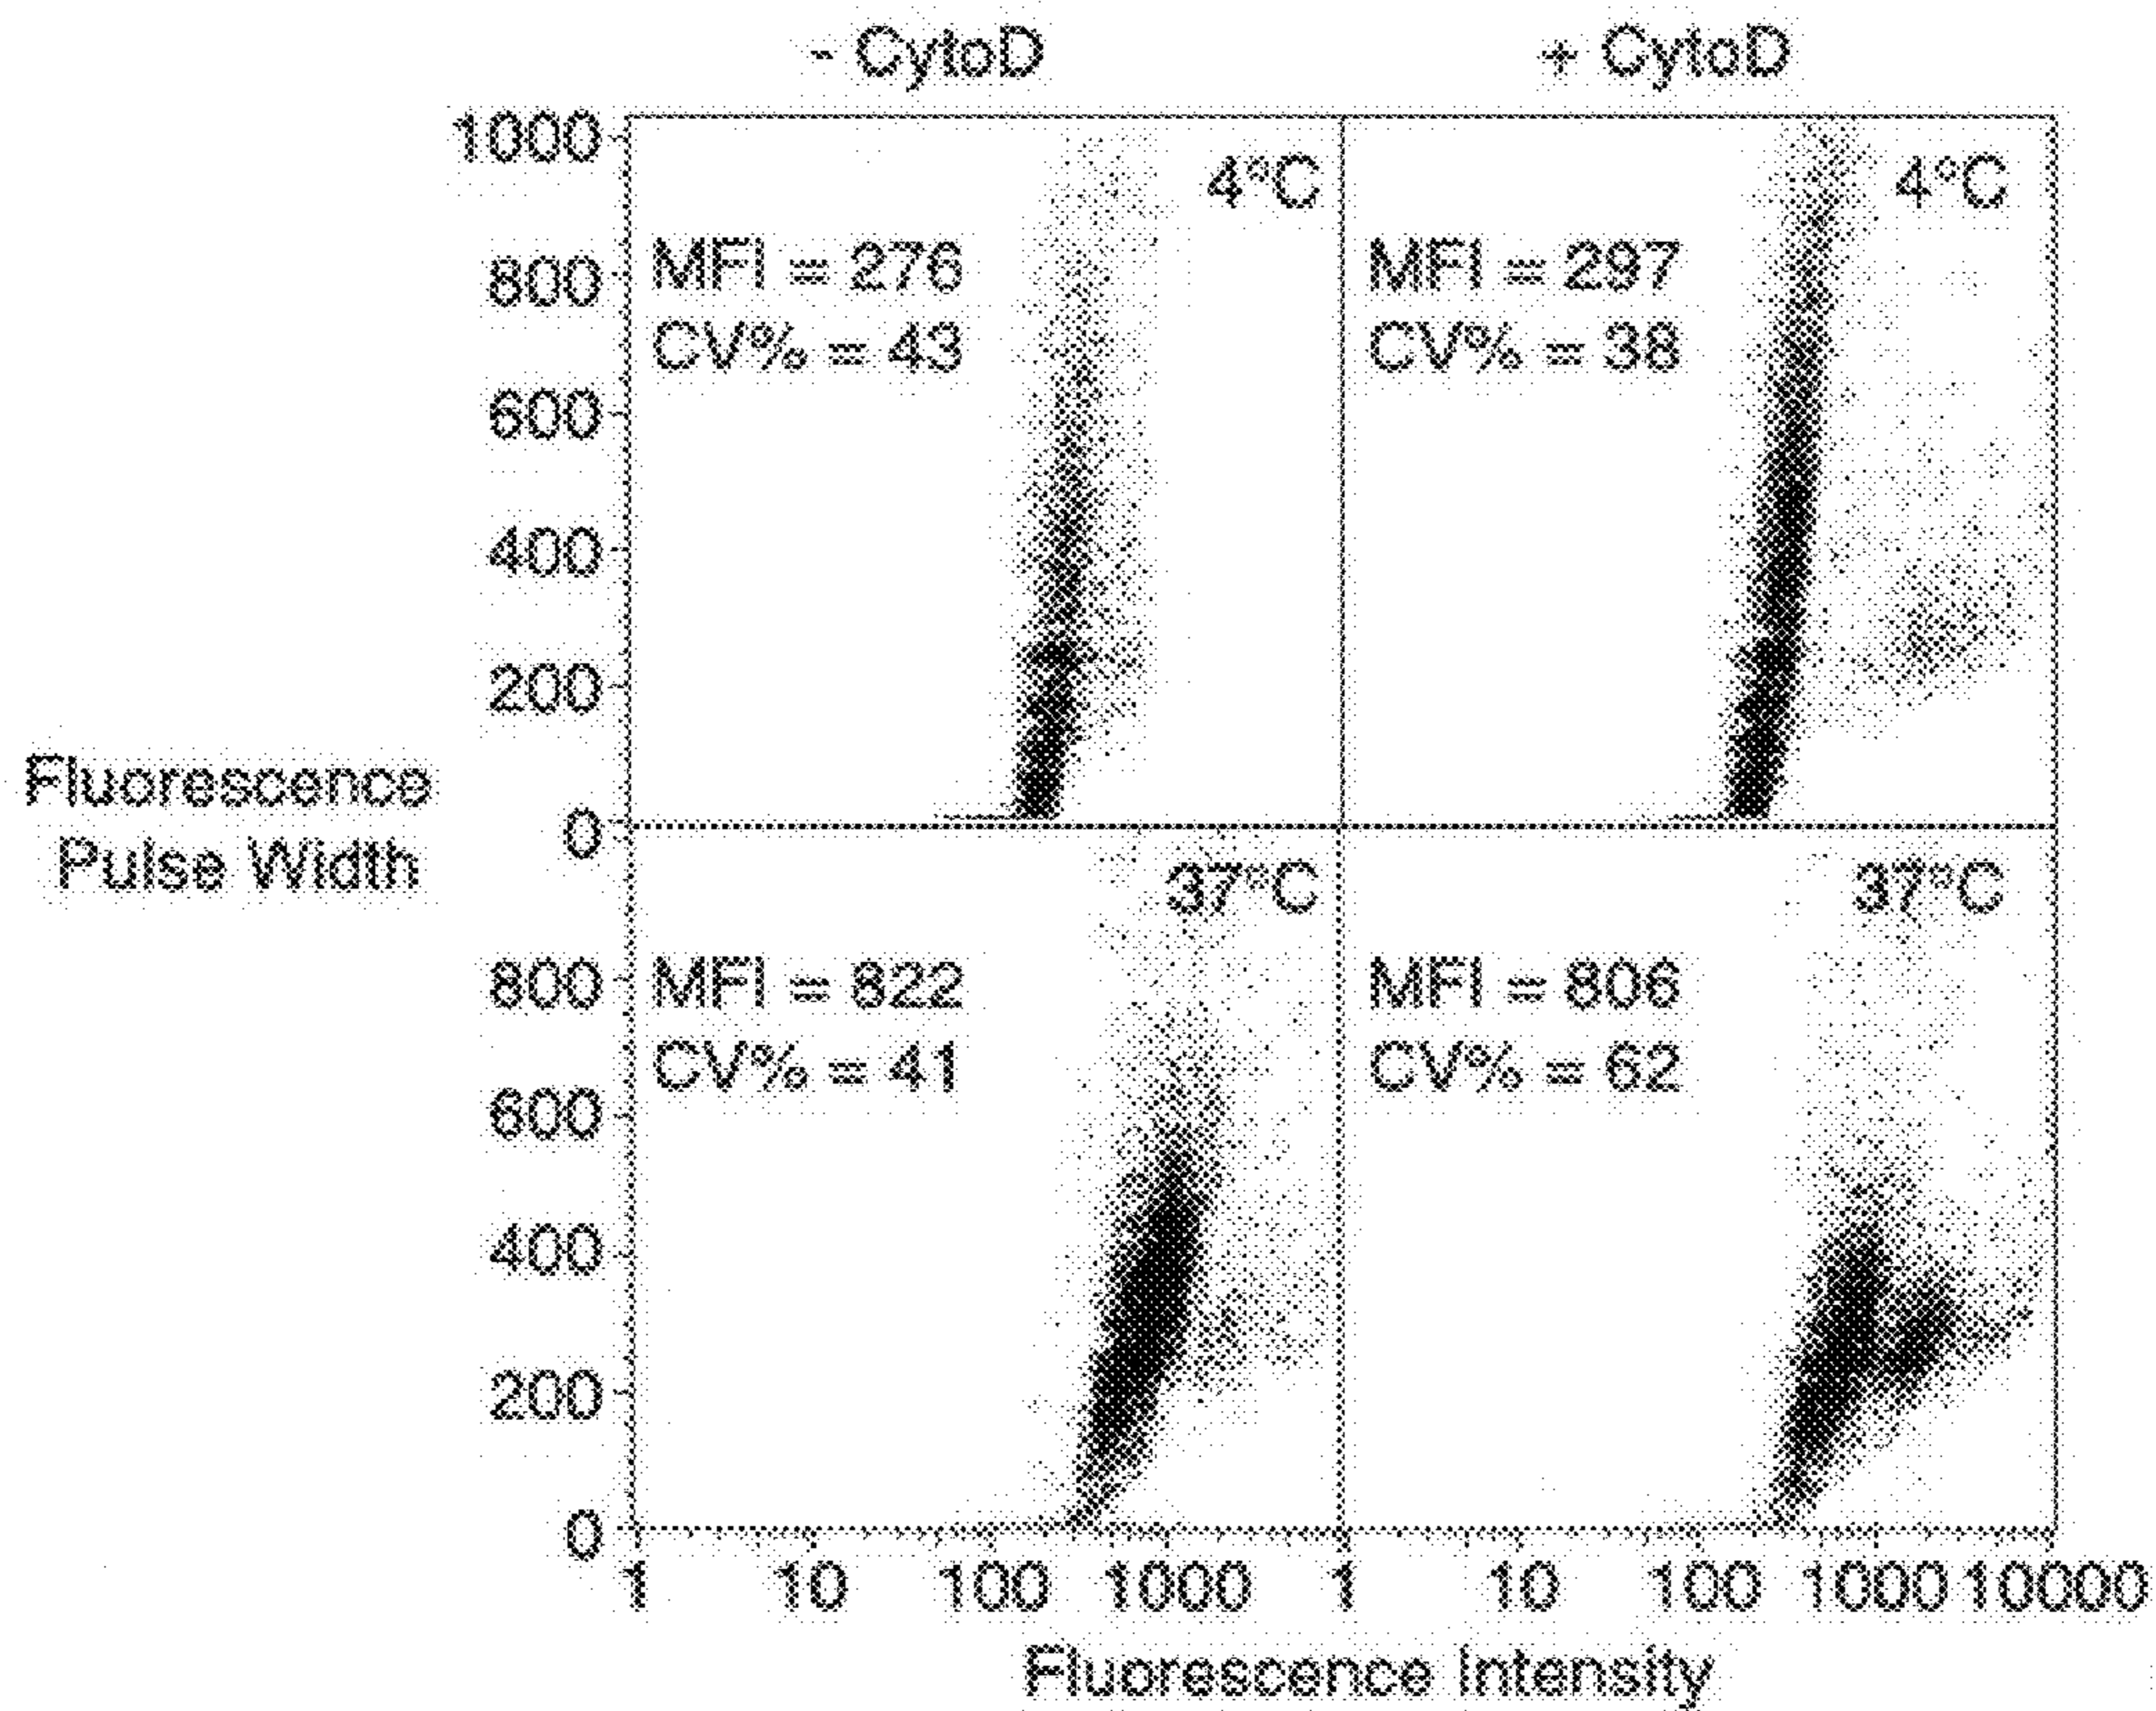 - CytoD
+ CytoD
1000
800
600
400
200
0
4°C
MFI = 276
CV% = 43
4°C
MFI = 297
CV% = 38
Fluorescence
Pulse Width
800
600
400
200
0
37°C
MFI = 822
CV% = 41
37°C
MFI = 806
CV% = 62
1 10 100 1000 1 10 100 1000 10000
Fluorescence Intensity